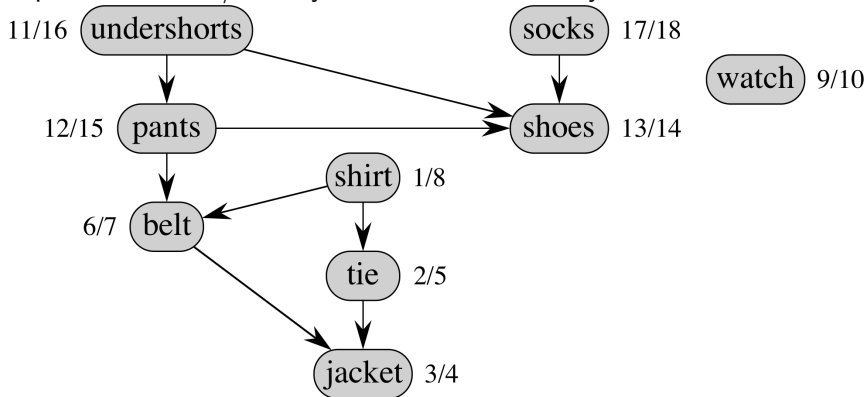 11/16 undershorts
socks 17/18
watch 9/10
12/15 pants
shoes 13/14
shirt 1/8
6/7 belt
tie 2/5
jacket 3/4